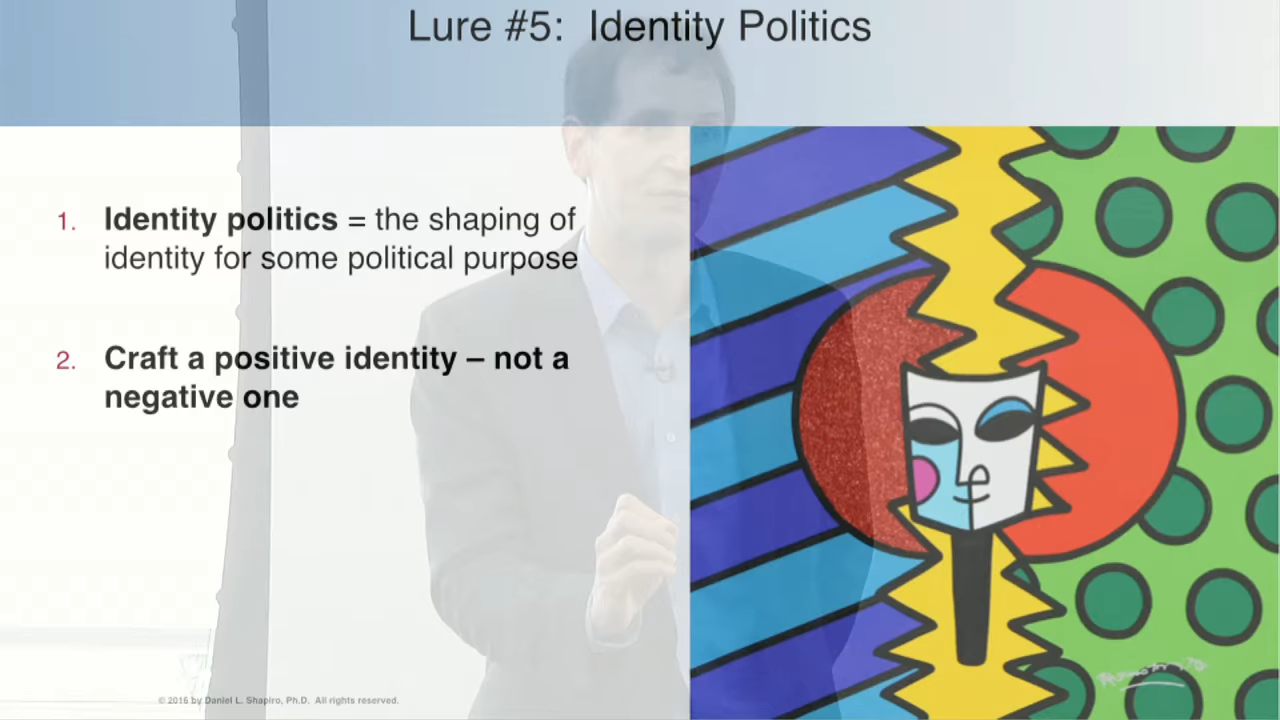 Lure #5: Identity Politics
1. Identity politics = the shaping of
identity for some political purpose
2. Craft a positive identity – not a
negative one
© 2016 by Daniel L. Shapiro, Ph.D. All rights reserved.